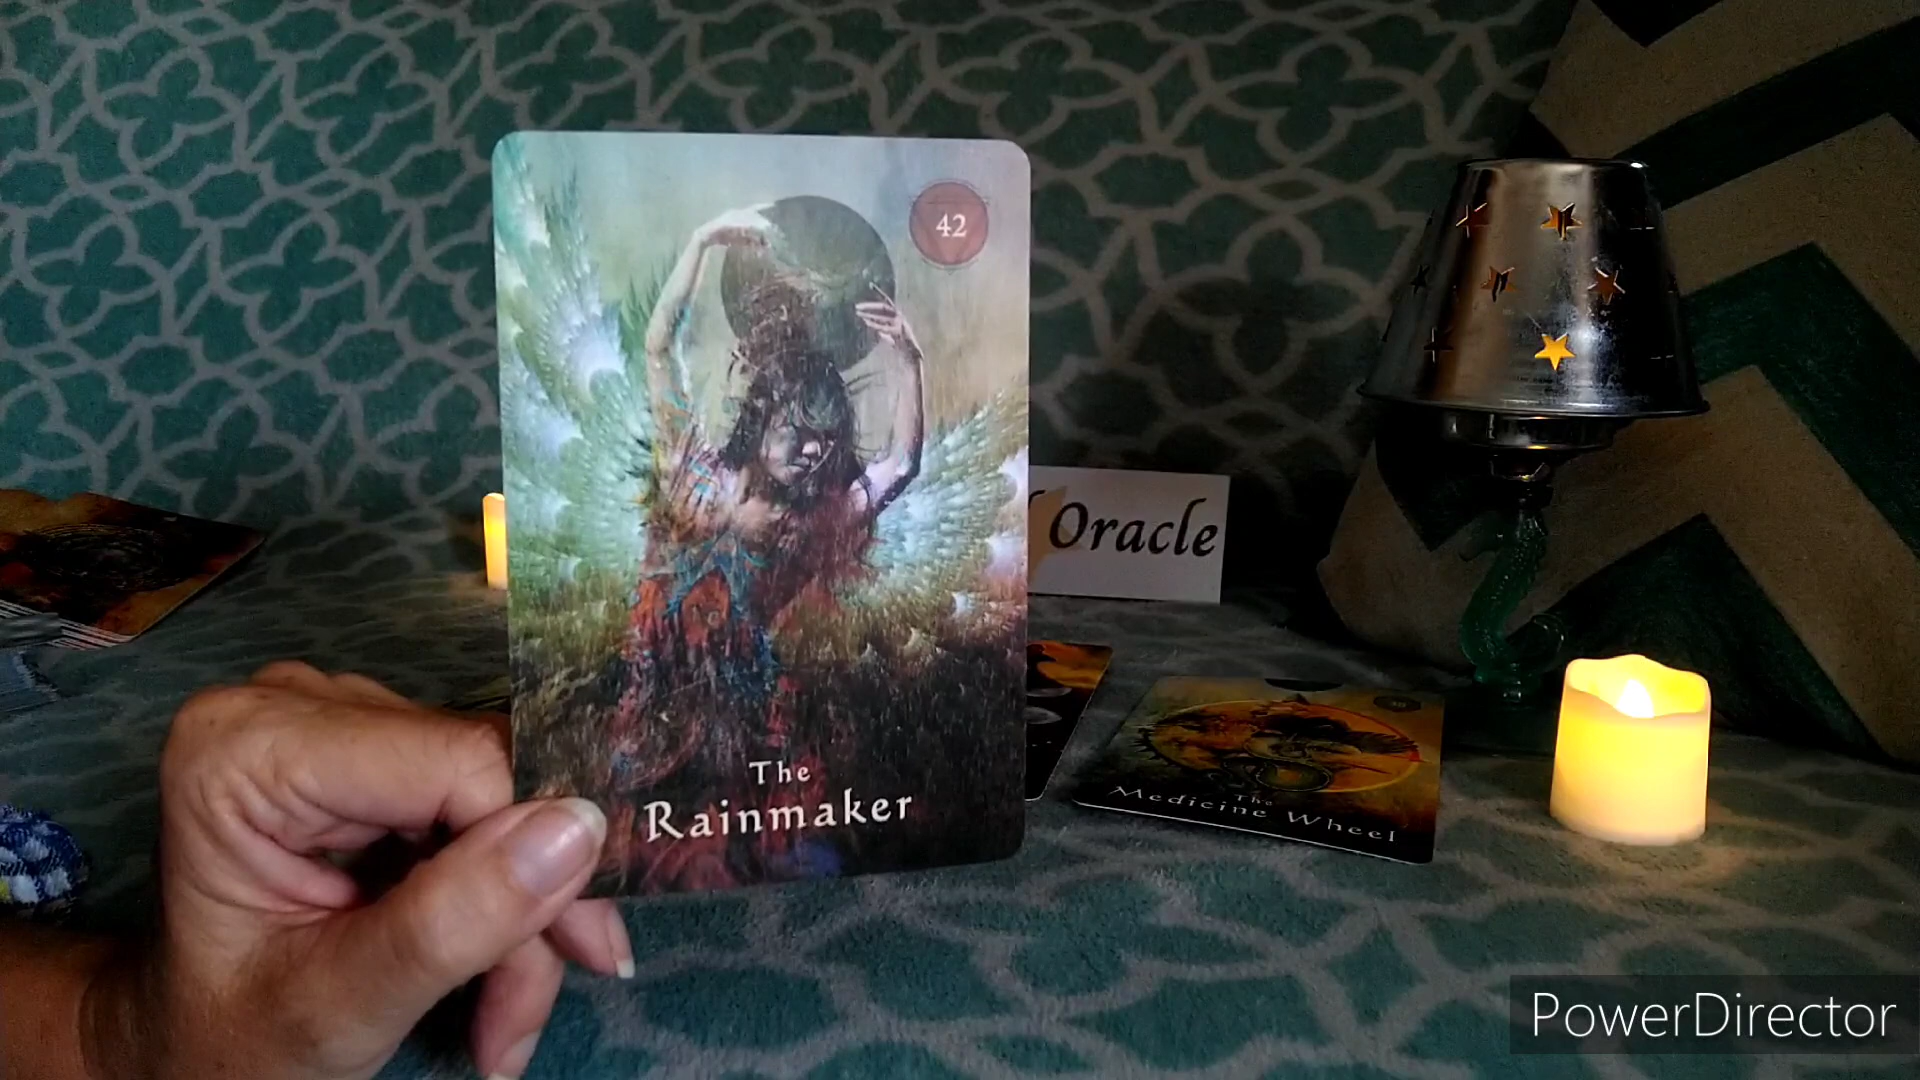 42
The
Rainmaker
Oracle
The
Medicine Wheel
PowerDirector